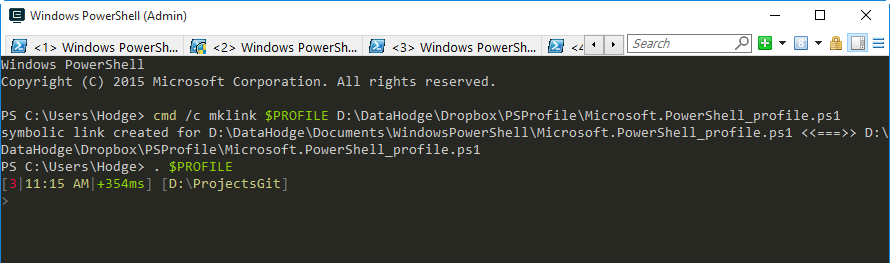 Windows PowerShell (Admin)
<1> Windows PowerSh... <2> Windows PowerSh... <3> Windows PowerSh... <4 Search
Windows PowerShell
Copyright (C) 2015 Microsoft Corporation. All rights reserved.
PS C:\Users\Hodge> cmd /c mklink $PROFILE D:\DataHodge\Dropbox\PSProfile\Microsoft.PowerShell_profile.ps1
symbolic link created for D:\DataHodge\Documents\WindowsPowerShell\Microsoft.PowerShell_profile.ps1 <<===>> D:\
DataHodge\Dropbox\PSProfile\Microsoft.PowerShell_profile.ps1
PS C:\Users\Hodge> . $PROFILE
[3|11:15 AM|+354ms] [D:\ProjectsGit]
>